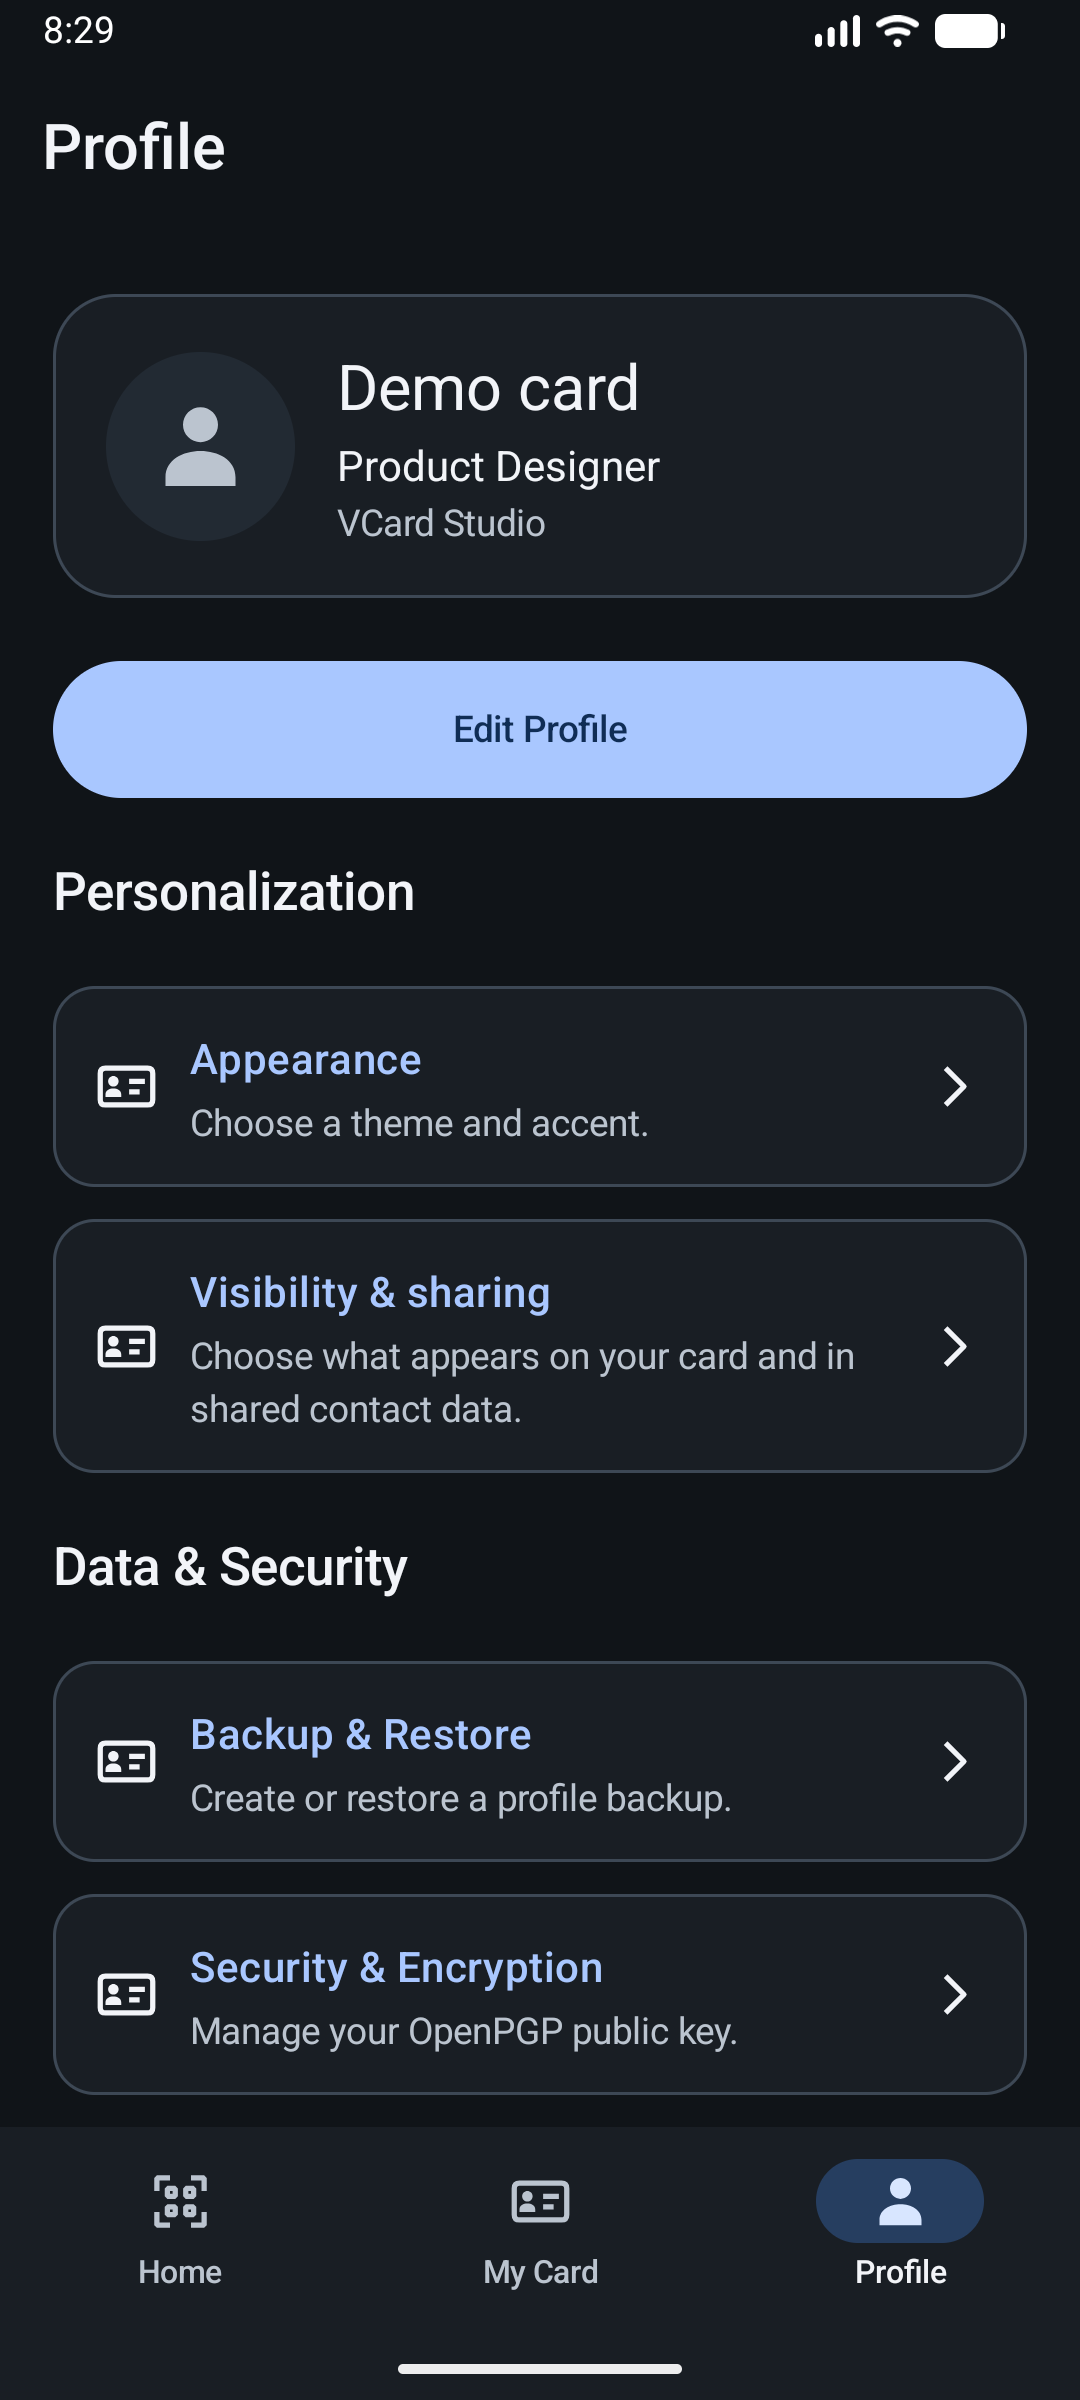 8:29
Profile
Demo card
Product Designer
VCard Studio
Edit Profile
Personalization
Appearance
Choose a theme and accent.
Visibility & sharing
Choose what appears on your card and in
shared contact data.
Data & Security
Backup & Restore
Create or restore a profile backup.
Security & Encryption
Manage your OpenPGP public key.
Home
My Card
Profile